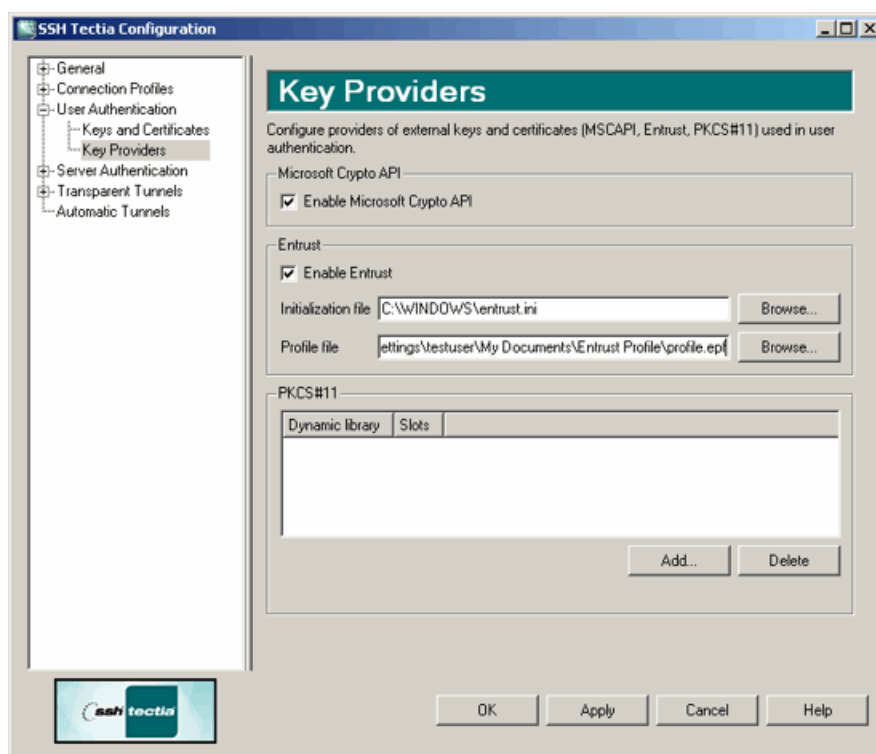 SSH Tectia Configuration
General
Connection Profiles
User Authentication
Keys and Certificates
Key Providers
Server Authentication
Transparent Tunnels
Automatic Tunnels
Key Providers
Configure providers of external keys and certificates (MSCAPI, Entrust, PKCS#11) used in user
authentication.
Microsoft Crypto API
Enable Microsoft Crypto API
Entrust
Enable Entrust
Initialization file C:\WINDOWS\entrust.ini Browse...
Profile file ettings\testuser\My Documents\Entrust Profile\profile.epf Browse...
PKCS#11
Dynamic library Slots
Add... Delete
ssh tectia
OK Apply Cancel Help